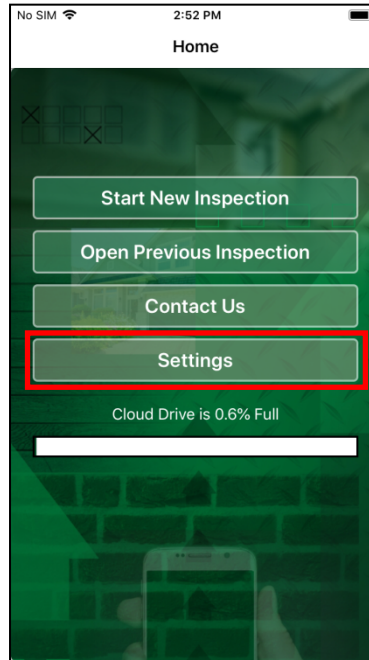 No SIM 2:52 PM
Home
Start New Inspection
Open Previous Inspection
Contact Us
Settings
Cloud Drive is 0.6% Full